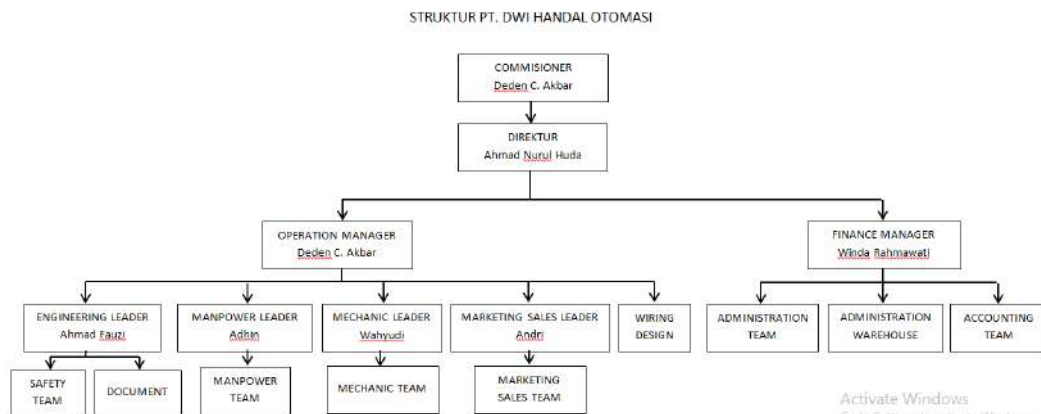 STRUKTUR PT. DWI HANDAL OTOMASI
COMMISIONER
Deden C. Akbar
DIREKTUR
Ahmad Nurul Huda
OPERATION MANAGER
Deden C. Akbar
FINANCE MANAGER
Winda Rahmawati
ENGINEERING LEADER
Ahmad Fauzi
MANPOWER LEADER
Adhin
MECHANIC LEADER
Wahyudi
MARKETING SALES LEADER
Andri
WIRING
DESIGN
ADMINISTRATION
TEAM
ADMINISTRATION
WAREHOUSE
ACCOUNTING
TEAM
SAFETY
TEAM
DOCUMENT
MANPOWER
TEAM
MECHANIC TEAM
MARKETING
SALES TEAM
Activate Windows